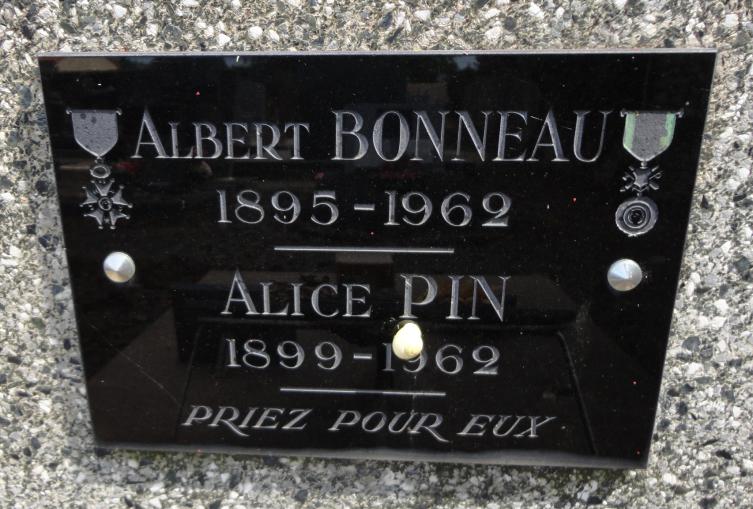 ALBERT BONNEAU
1895-1962
ALICE PIN
1899-1962
PRIEZ POUR EUX